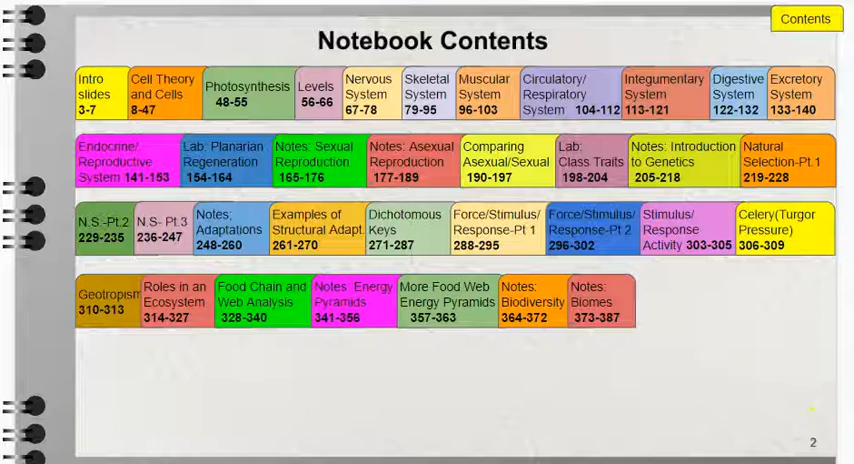 Contents
Notebook Contents
Intro
slides
3-7
Cell Theory
and Cells
8-47
Photosynthesis
48-55
Levels
56-66
Nervous
System
67-78
Skeletal
System
79-95
Muscular
System
96-103
Circulatory/
Respiratory
System 104-112
Integumentary
System
113-121
Digestive
System
122-132
Excretory
System
133-140
Endocrine/
Reproductive
System 141-153
Lab: Planarian
Regeneration
154-164
Notes: Sexual
Reproduction
165-176
Notes: Asexual
Reproduction
177-189
Comparing
Asexual/Sexual
190-197
Lab:
Class Traits
198-204
Notes: Introduction
to Genetics
205-218
Natural
Selection-Pt.1
219-228
N.S.-Pt.2
229-235
N.S- Pt.3
236-247
Notes;
Adaptations
248-260
Examples of
Structural Adapt.
261-270
Dichotomous
Keys
271-287
Force/Stimulus/
Response-Pt 1
288-295
Force/Stimulus/
Response-Pt 2
296-302
Stimulus/
Response
Activity 303-305
Celery(Turgor
Pressure)
306-309
Geotropism
310-313
Roles in an
Ecosystem
314-327
Food Chain and
Web Analysis
328-340
Notes Energy
Pyramids
341-356
More Food Web
Energy Pyramids
357-363
Notes:
Biodiversity
364-372
Notes:
Biomes
373-387
2